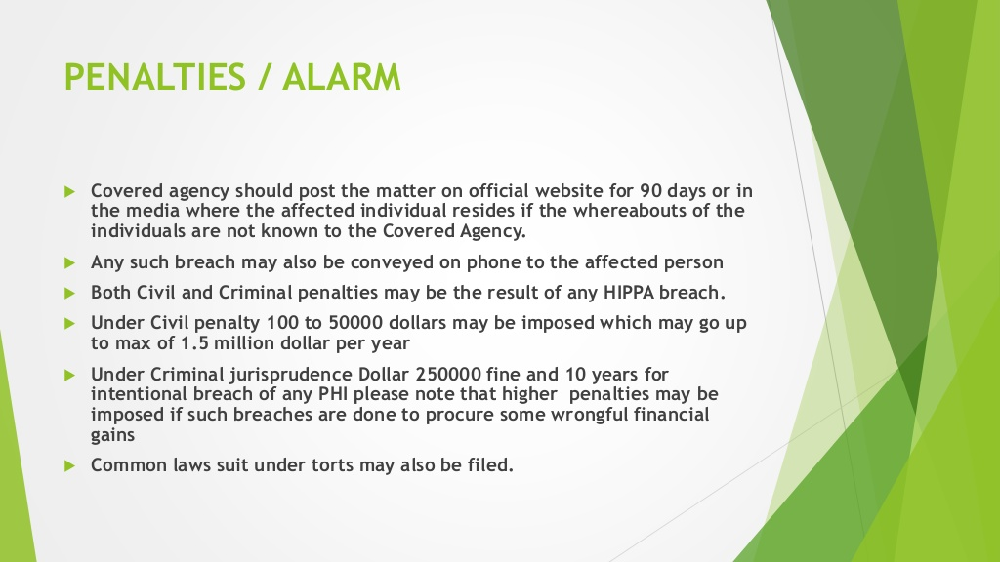 PENALTIES / ALARM
Covered agency should post the matter on official website for 90 days or in
the media where the affected individual resides if the whereabouts of the
individuals are not known to the Covered Agency.
Any such breach may also be conveyed on phone to the affected person
Both Civil and Criminal penalties may be the result of any HIPPA breach.
Under Civil penalty 100 to 50000 dollars may be imposed which may go up
to max of 1.5 million dollar per year
Under Criminal jurisprudence Dollar 250000 fine and 10 years for
intentional breach of any PHI please note that higher  penalties may be
imposed if such breaches are done to procure some wrongful financial
gains
Common laws suit under torts may also be filed.